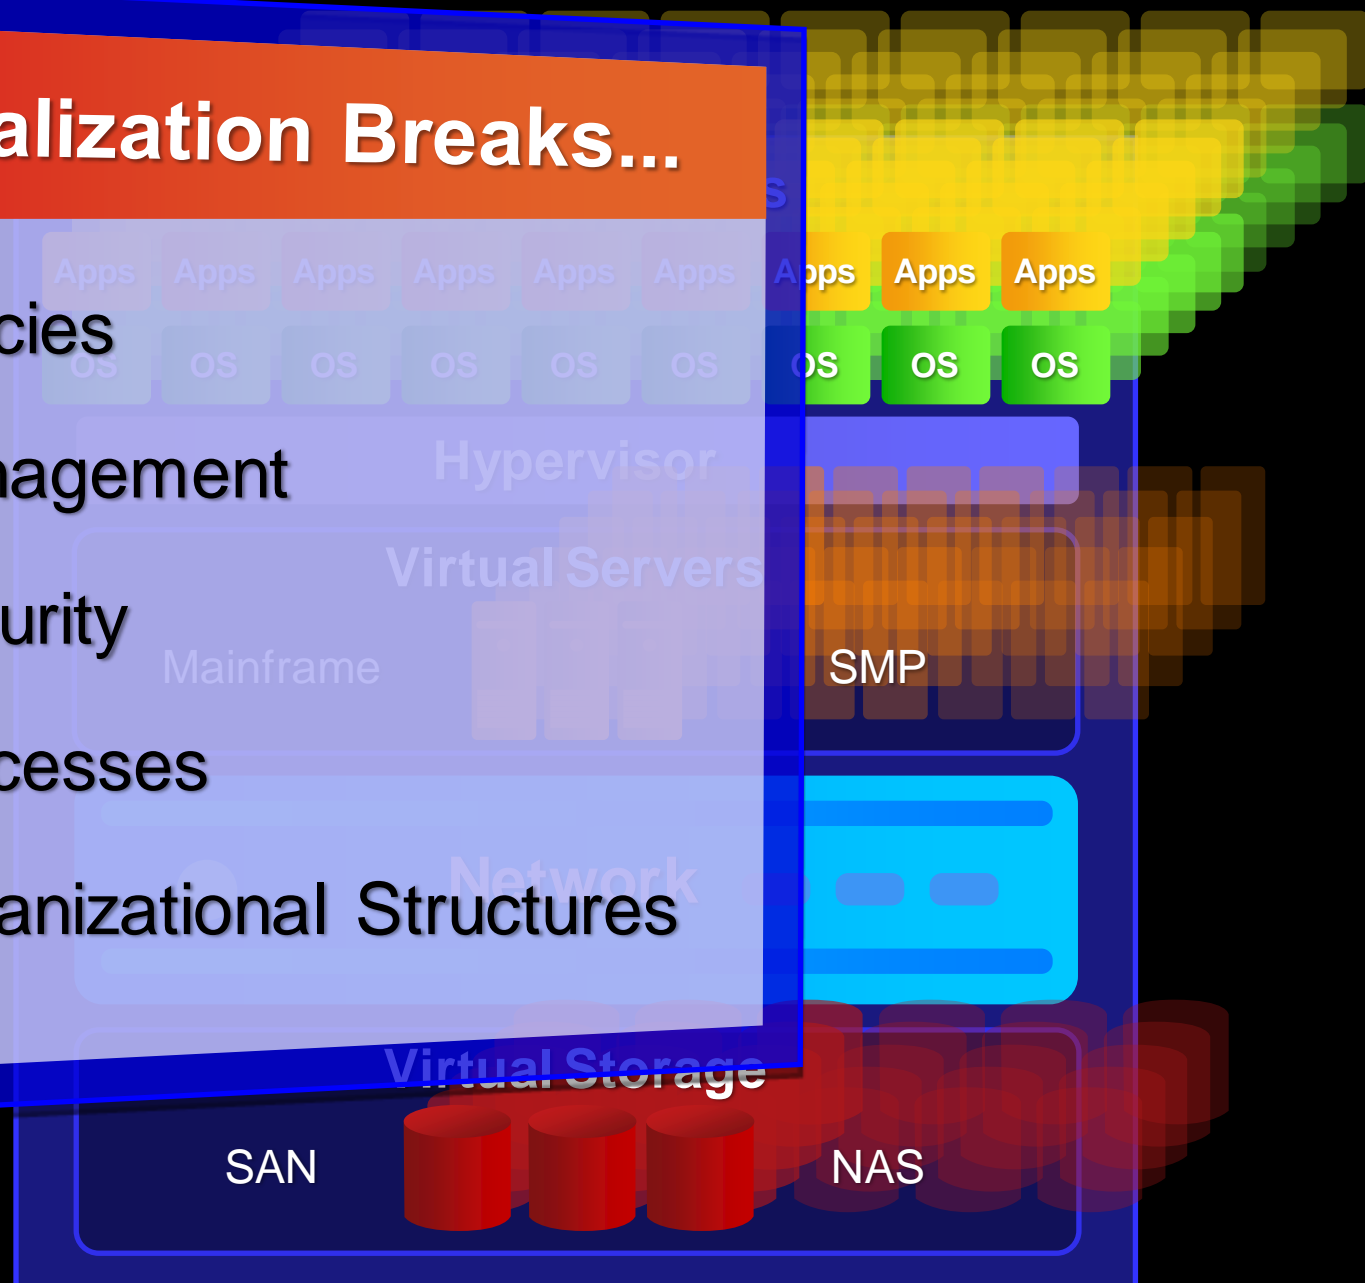 alization Breaks...
s
Apps Apps Apps Apps Apps Apps Apps Apps Apps
cies
OS OS OS OS OS OS OS OS OS
Hypervisor
nagement
Virtual Servers
urity
Mainframe SMP
cesses
Network
anizational Structures
Virtual Storage
SAN NAS